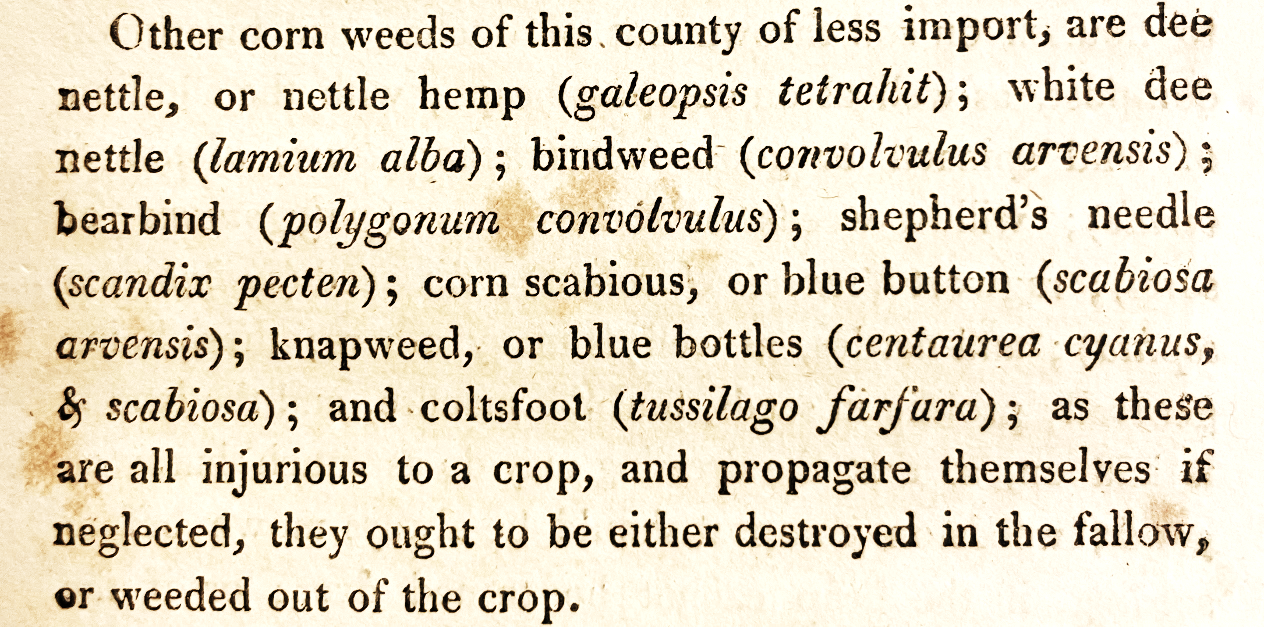 Other corn weeds of this county of less import, are dee
nettle, or nettle hemp (galeopsis tetrahit); white dee
nettle (lamium alba); bindweed (convolvulus arvensis);
bearbind (polygonum convolvulus); shepherd's needle
(scandix pecten); corn scabious, or blue button (scabiosa
arvensis); knapweed, or blue bottles (centaurea cyanus,
& scabiosa); and coltsfoot (tussilago farfara); as these
are all injurious to a crop, and propagate themselves if
neglected, they ought to be either destroyed in the fallow,
or weeded out of the crop.